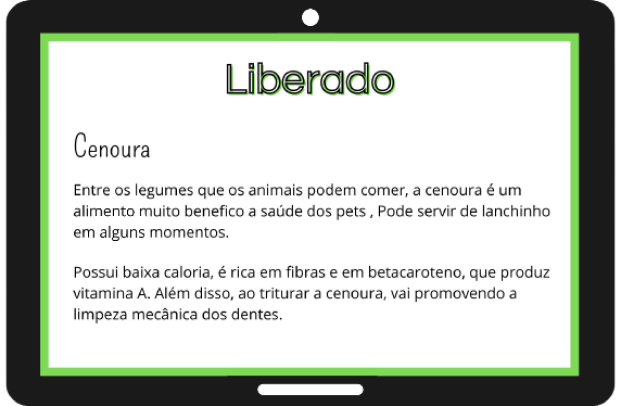 Liberado
Cenoura
Entre os legumes que os animais podem comer, a cenoura é um
alimento muito benefico a saúde dos pets , Pode servir de lanchinho
em alguns momentos.
Possui baixa caloria, é rica em fibras e em betacaroteno, que produz
vitamina A. Além disso, ao triturar a cenoura, vai promovendo a
limpeza mecânica dos dentes.